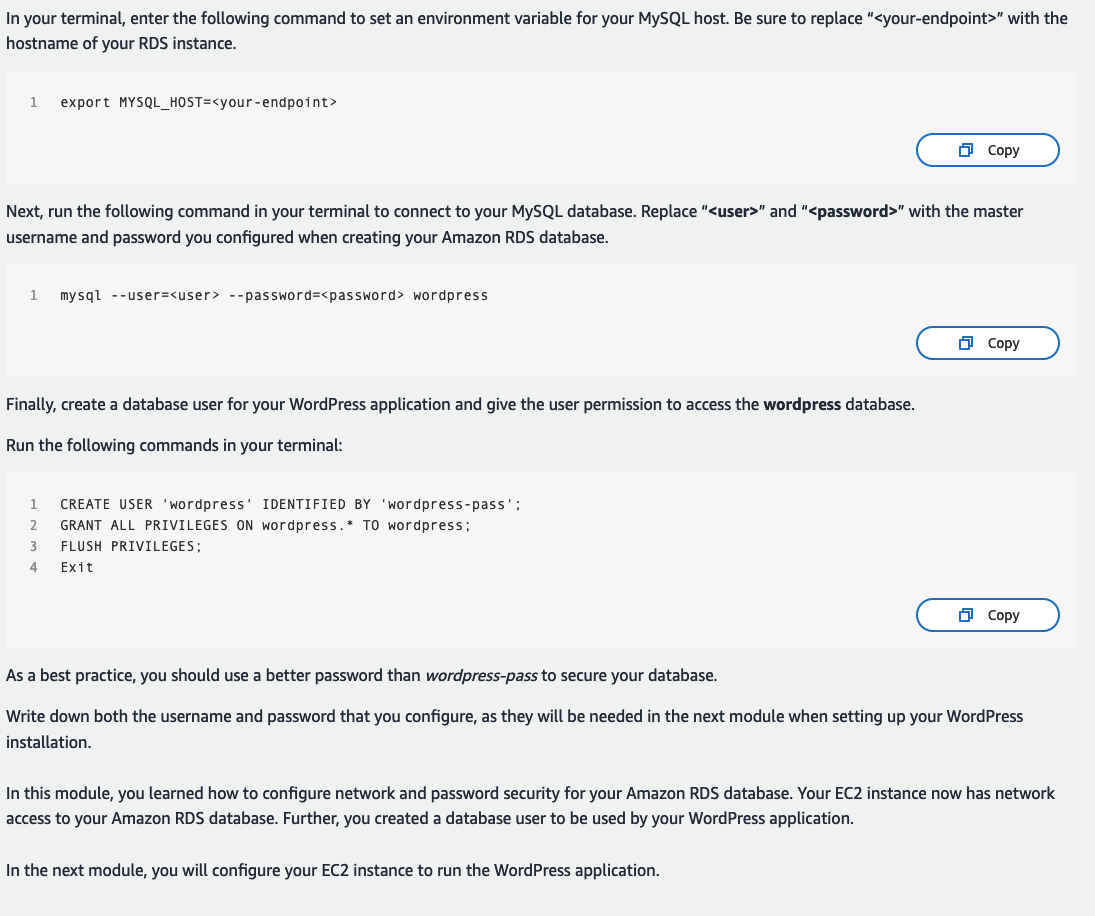 In your terminal, enter the following command to set an environment variable for your MySQL host. Be sure to replace “<your-endpoint>” with the
hostname of your RDS instance.
1 export MYSQL_HOST=<your-endpoint>
Copy
Next, run the following command in your terminal to connect to your MySQL database. Replace “<user>” and “<password>” with the master
username and password you configured when creating your Amazon RDS database.
1 mysql --user=<user> --password=<password> wordpress
Copy
Finally, create a database user for your WordPress application and give the user permission to access the wordpress database.
Run the following commands in your terminal:
1 CREATE USER 'wordpress' IDENTIFIED BY 'wordpress-pass';
2 GRANT ALL PRIVILEGES ON wordpress.* TO wordpress;
3 FLUSH PRIVILEGES;
4 Exit
Copy
As a best practice, you should use a better password than wordpress-pass to secure your database.
Write down both the username and password that you configure, as they will be needed in the next module when setting up your WordPress
installation.
In this module, you learned how to configure network and password security for your Amazon RDS database. Your EC2 instance now has network
access to your Amazon RDS database. Further, you created a database user to be used by your WordPress application.
In the next module, you will configure your EC2 instance to run the WordPress application.